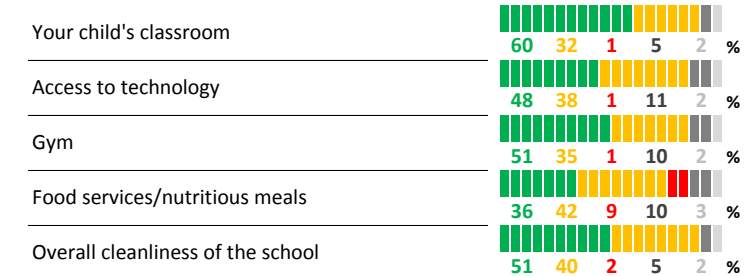 Your child's classroom
60 32 1 5 2 %
Access to technology
48 38 1 11 2 %
Gym
51 35 1 10 2 %
Food services/nutritious meals
36 42 9 10 3 %
Overall cleanliness of the school
51 40 2 5 2 %